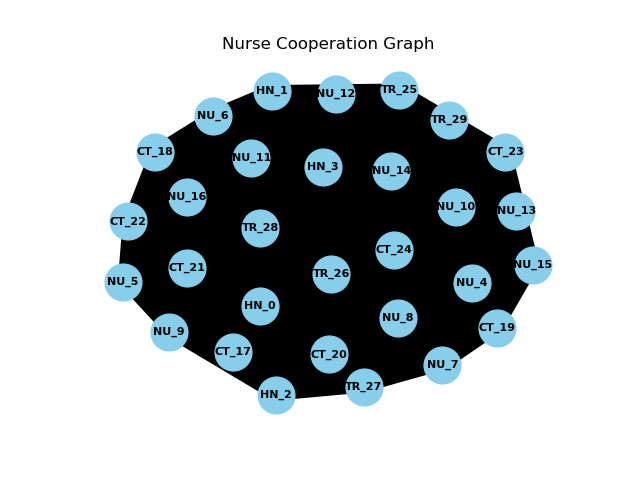 Nurse Cooperation Graph
HN_1
NU_12
TR_25
NU_6
TR_29
CT_18
NU_11
HN_3
NU_14
CT_23
NU_16
NU_10
NU_13
CT_22
TR_28
CT_24
CT_21
TR_26
NU_15
NU_5
NU_4
HN_0
NU_8
NU_9
CT_19
CT_17
CT_20
NU_7
HN_2
TR_27